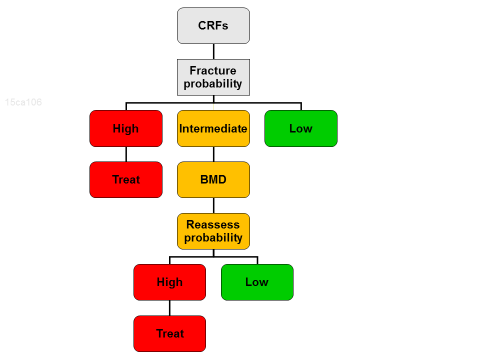 CRFs
Fracture
probability
15ca106
High
Intermediate
Low
Treat
BMD
Reassess
probability
High
Low
Treat